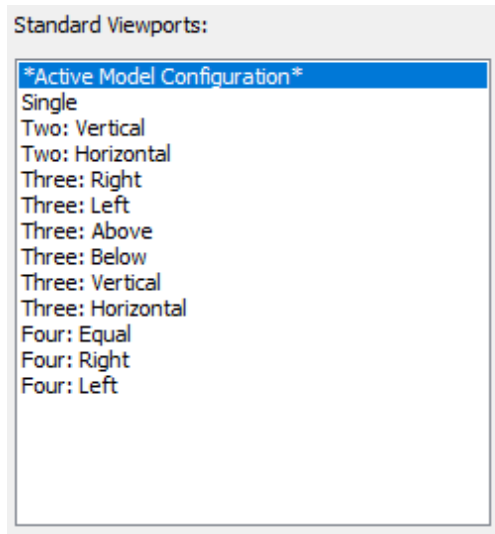 Standard Viewports:
*Active Model Configuration*
Single
Two: Vertical
Two: Horizontal
Three: Right
Three: Left
Three: Above
Three: Below
Three: Vertical
Three: Horizontal
Four: Equal
Four: Right
Four: Left